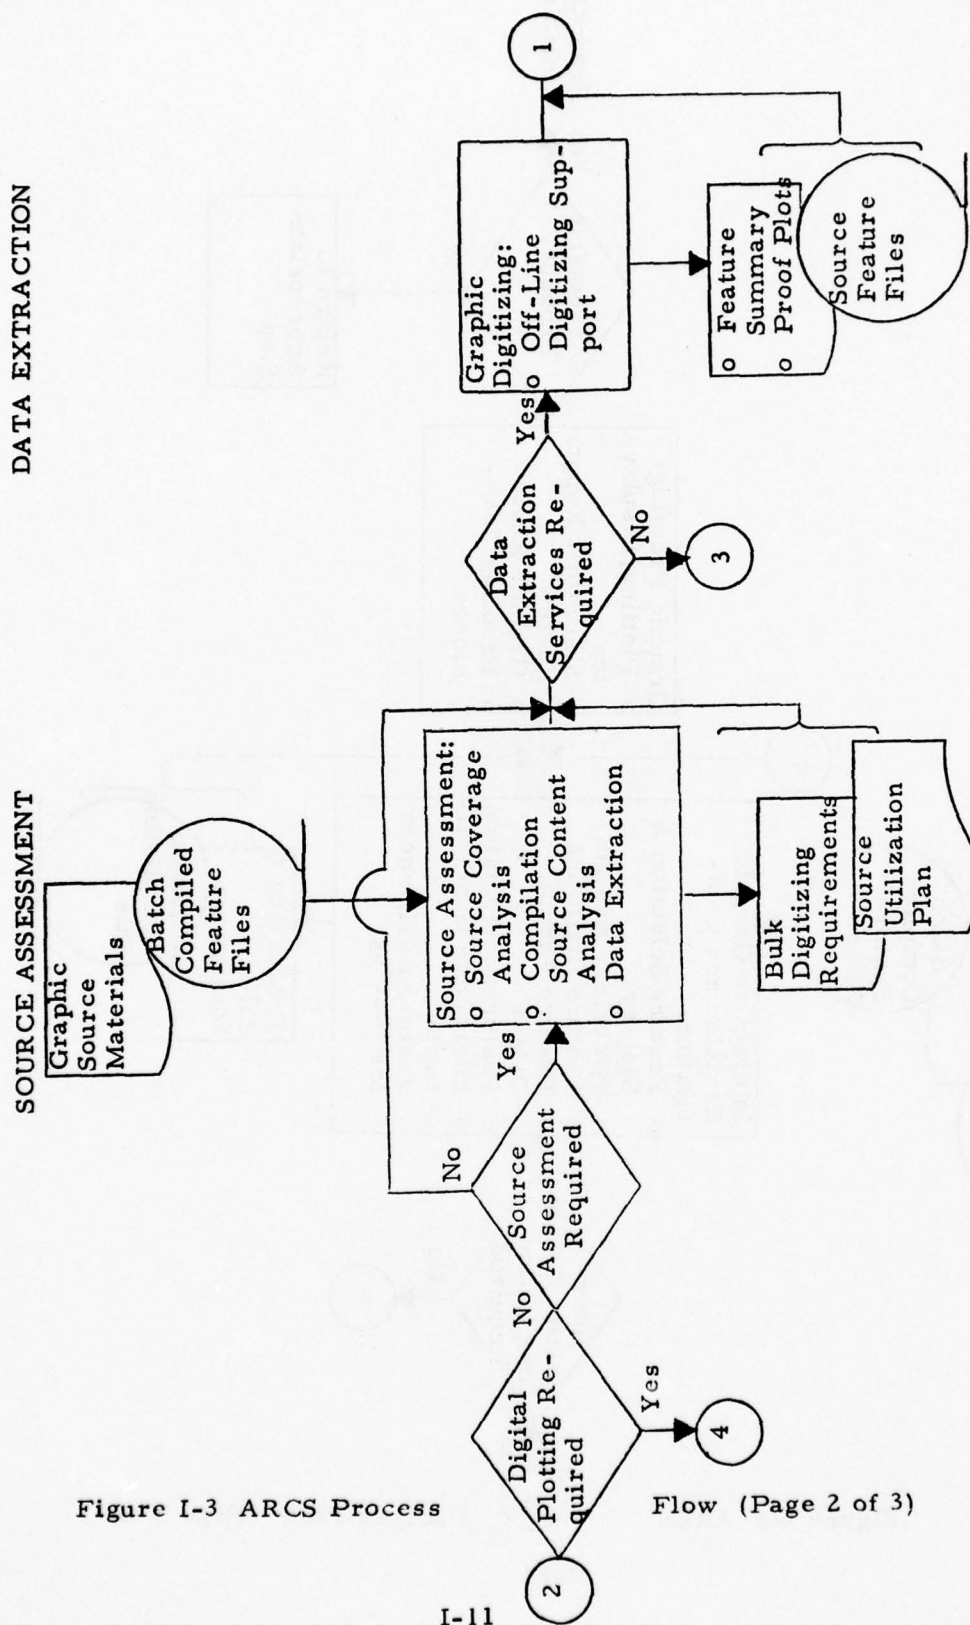 SOURCE ASSESSMENT
DATA EXTRACTION
2
Digital
Plotting Re-
quired
No
Yes
4
Source
Assessment
Required
No
Yes
Graphic
Source
Materials
Batch
Compiled
Feature
Files
Source Assessment:
o Source Coverage
Analysis
o Compilation
Source Content
Analysis
o Data Extraction
Bulk
Digitizing
Requirements
Source
Utilization
Plan
Data
Extraction
Services Re-
quired
Yes
No
3
Graphic
Digitizing:
o Off-Line
Digitizing Sup-
port
o Feature
Summary
o Proof Plots
Source
Feature
Files
1
Figure I-3 ARCS Process Flow (Page 2 of 3)
I-11